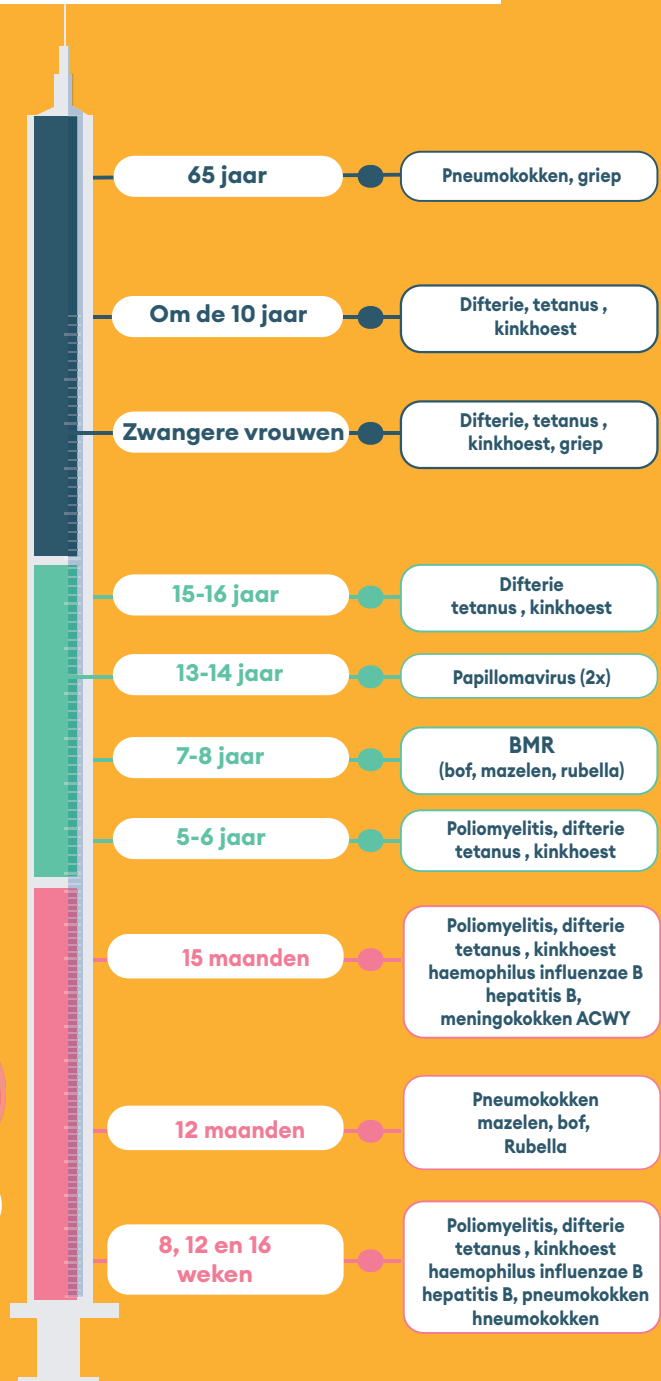 65 jaar
Pneumokokken, griep
Om de 10 jaar
Difterie, tetanus ,
kinkhoest
Zwangere vrouwen
Difterie, tetanus ,
kinkhoest, griep
15-16 jaar
Difterie
tetanus , kinkhoest
13-14 jaar
Papillomavirus (2x)
7-8 jaar
BMR
(bof, mazelen, rubella)
5-6 jaar
Poliomyelitis, difterie
tetanus , kinkhoest
15 maanden
Poliomyelitis, difterie
tetanus , kinkhoest
haemophilus influenzae B
hepatitis B,
meningokokken ACWY
12 maanden
Pneumokokken
mazelen, bof,
Rubella
8, 12 en 16
weken
Poliomyelitis, difterie
tetanus , kinkhoest
haemophilus influenzae B
hepatitis B, pneumokokken
hneumokokken